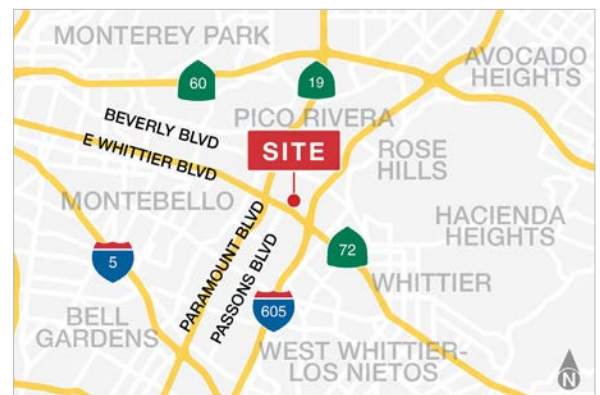 MONTEREY PARK
AVOCADO
HEIGHTS
60
19
BEVERLY BLVD
PICO RIVERA
E WHITTIER BLVD
SITE
ROSE
HILLS
MONTEBELLO
HACIENDA
HEIGHTS
PARAMOUNT BLVD
PASSONS BLVD
72
5
WHITTIER
605
BELL
GARDENS
WEST WHITTIER-
LOS NIETOS
N